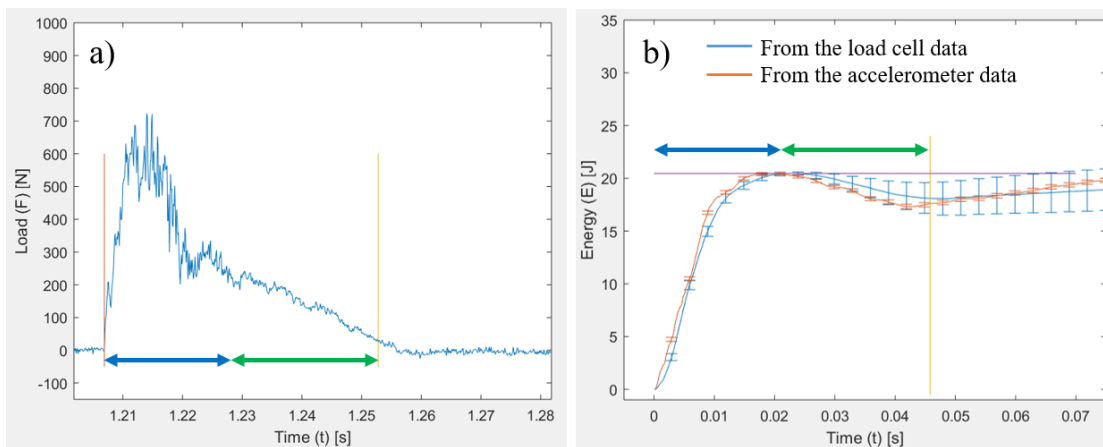 a)
1000
900
800
700
600
500
400
300
200
100
0
-100
Load (F) [N]
1.21 1.22 1.23 1.24 1.25 1.26 1.27 1.28
Time (t) [s]
b)
From the load cell data
From the accelerometer data
35
30
25
20
15
10
5
0
Energy (E) [J]
0 0.01 0.02 0.03 0.04 0.05 0.06 0.07
Time (t) [s]